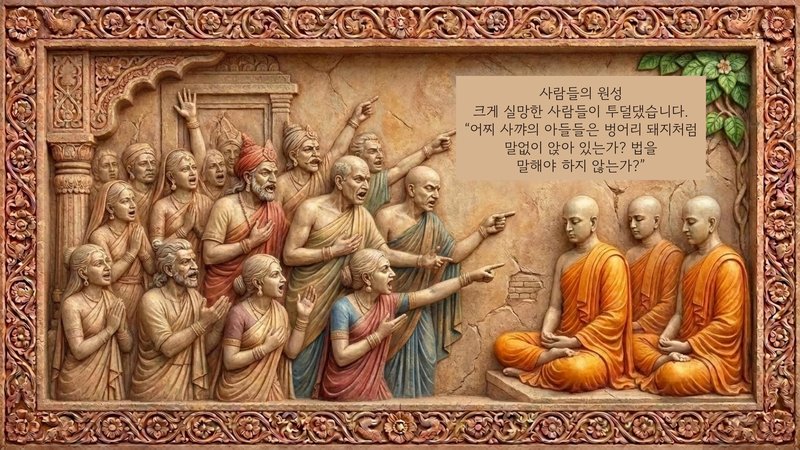 사람들의 원성
크게 실망한 사람들이 투덜댔습니다.
“어찌 사꺄의 아들들은 벙어리 돼지처럼
말없이 앉아 있는가? 법을
말해야 하지 않는가?”